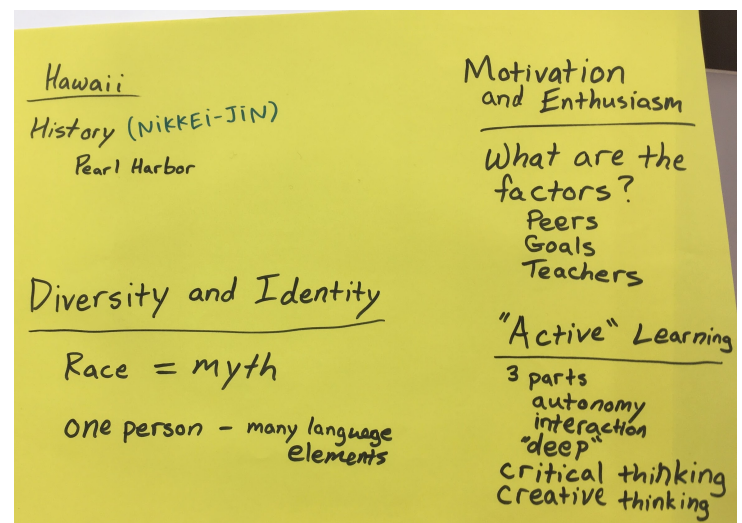 Hawaii
History (NiKKEi-JiN)
Pearl Harbor
Diversity and Identity
Race = myth
one person - many language
elements
Motivation
and Enthusiasm
What are the
factors?
Peers
Goals
Teachers
"Active" Learning
3 parts
autonomy
interaction
"deep"
critical thinking
creative thinking